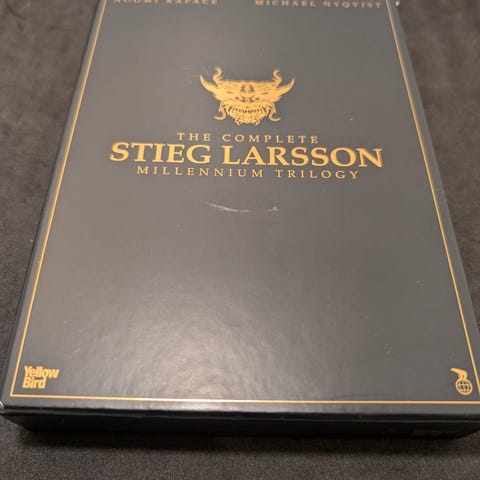 NOOMI RAPACE MICHAEL NYQVIST
THE COMPLETE
STIEG LARSSON
MILLENNIUM TRILOGY
Yellow
Bird